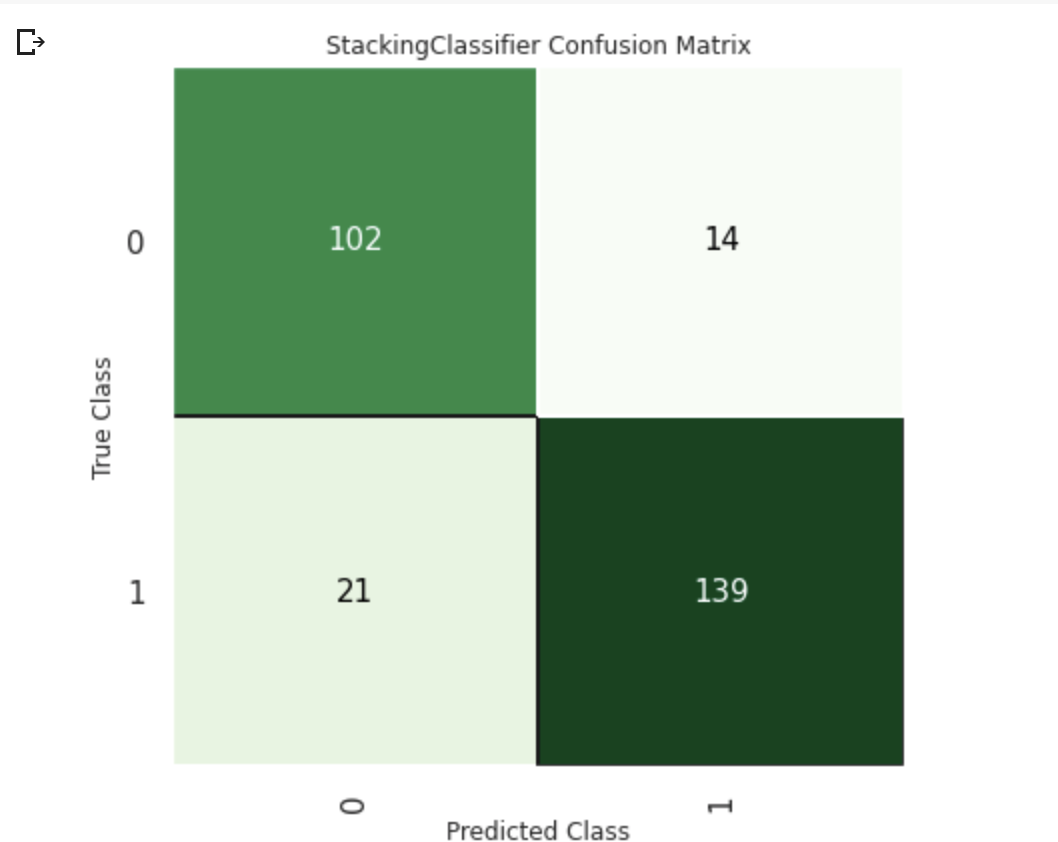 StackingClassifier Confusion Matrix
0
102
14
True Class
1
21
139
0
1
Predicted Class